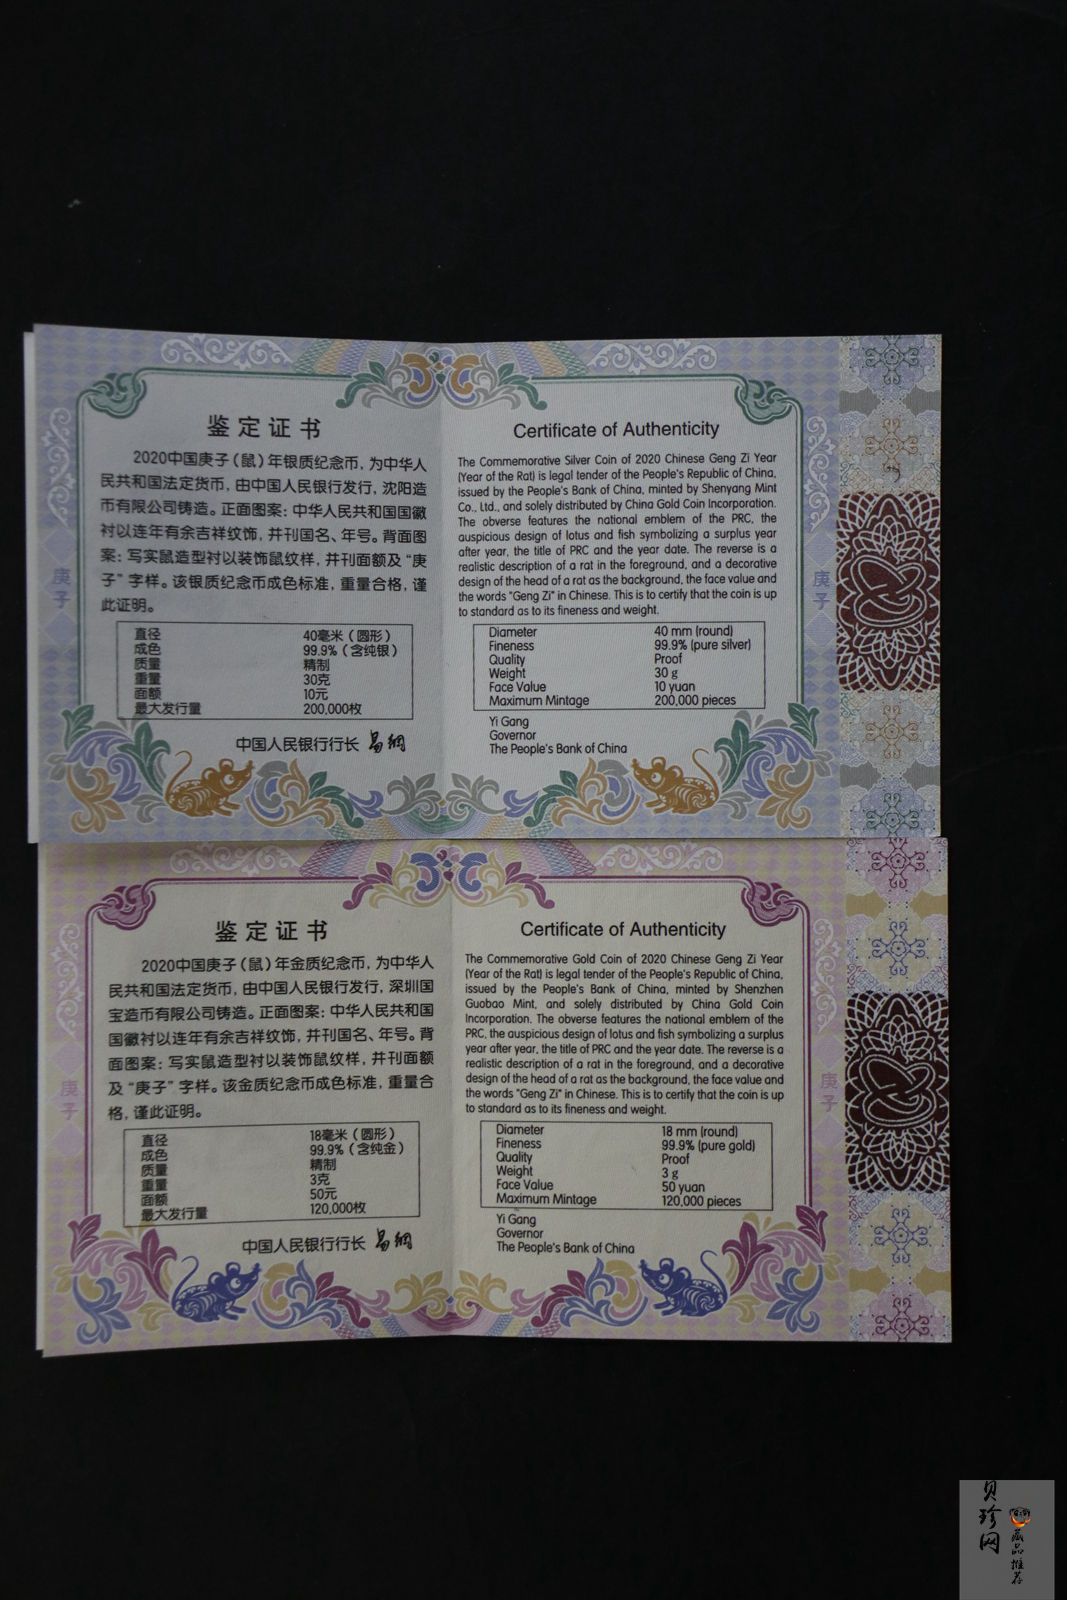 鉴定证书
2020中国庚子(鼠)年银质纪念币，为中华人
民共和国法定货币，由中国人民银行发行，沈阳造
币有限公司铸造。正面图案：中华人民共和国国徽
衬以连年有余吉祥纹饰，并刊国名、年号。背面图
案：写实鼠造型衬以装饰鼠纹样，并刊面额及“庚
子”字样。该银质纪念币成色标准，重量合格，谨
此证明。
直径 40毫米(圆形)
成色 99.9%(含纯银)
质量 精制
重量 30克
面额 10元
最大发行量 200,000枚
中国人民银行行长 易纲
庚子
Certificate of Authenticity
The Commemorative Silver Coin of 2020 Chinese Geng Zi Year
(Year of the Rat) is legal tender of the People's Republic of China,
issued by the People's Bank of China, minted by Shenyang Mint
Co., Ltd., and solely distributed by China Gold Coin Incorporation.
The obverse features the national emblem of the PRC, the
auspicious design of lotus and fish symbolizing a surplus year
after year, the title of PRC and the year date. The reverse is a
realistic description of a rat in the foreground, and a decorative
design of the head of a rat as the background, the face value and
the words "Geng Zi" in Chinese. This is to certify that the coin is up
to standard as to its fineness and weight.
Diameter 40 mm (round)
Fineness 99.9% (pure silver)
Quality Proof
Weight 30 g
Face Value 10 yuan
Maximum Mintage 200,000 pieces
Yi Gang
Governor
The People's Bank of China
庚子
鉴定证书
2020中国庚子(鼠)年金质纪念币，为中华人
民共和国法定货币，由中国人民银行发行，深圳国
宝造币有限公司铸造。正面图案：中华人民共和国
国徽衬以连年有余吉祥纹饰，并刊国名、年号。背
面图案：写实鼠造型衬以装饰鼠纹样，并刊面额
及“庚子”字样。该金质纪念币成色标准，重量合
格，谨此证明。
直径 18毫米(圆形)
成色 99.9%(含纯金)
质量 精制
重量 3克
面额 50元
最大发行量 120,000枚
中国人民银行行长 易纲
庚子
Certificate of Authenticity
The Commemorative Gold Coin of 2020 Chinese Geng Zi Year
(Year of the Rat) is legal tender of the People's Republic of China,
issued by the People's Bank of China, minted by Shenzhen
Guobao Mint, and solely distributed by China Gold Coin
Incorporation. The obverse features the national emblem of the
PRC, the auspicious design of lotus and fish symbolizing a surplus
year after year, the title of PRC and the year date. The reverse is a
realistic description of a rat in the foreground, and a decorative
design of the head of a rat as the background, the face value and
the words "Geng Zi" in Chinese. This is to certify that the coin is up
to standard as to its fineness and weight.
Diameter 18 mm (round)
Fineness 99.9% (pure gold)
Quality Proof
Weight 3 g
Face Value 50 yuan
Maximum Mintage 120,000 pieces
Yi Gang
Governor
The People's Bank of China
庚子
贝珍网
藏品推荐